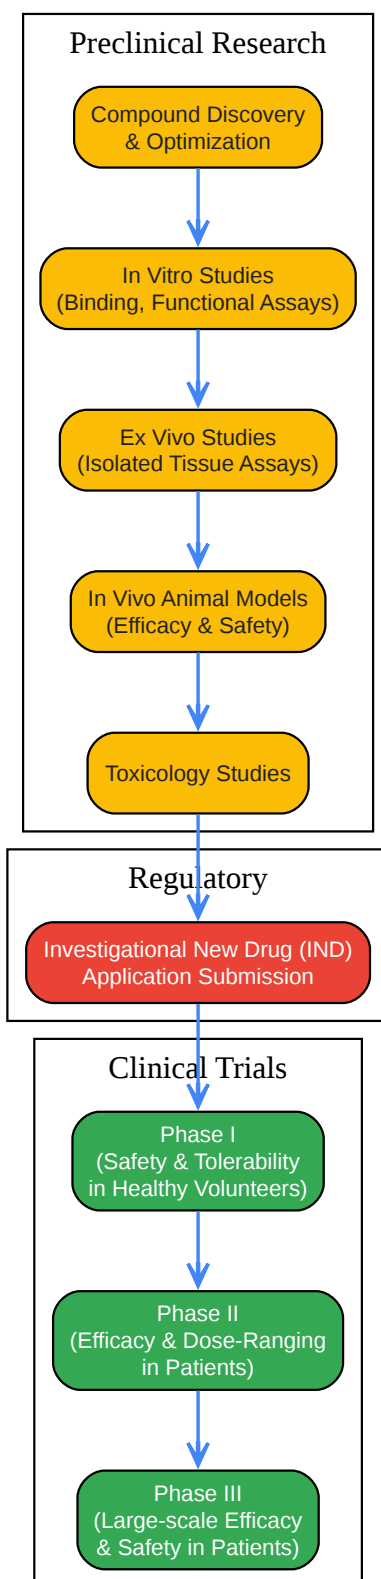 Preclinical Research
Compound Discovery
& Optimization
In Vitro Studies
(Binding, Functional Assays)
Ex Vivo Studies
(Isolated Tissue Assays)
In Vivo Animal Models
(Efficacy & Safety)
Toxicology Studies
Regulatory
Investigational New Drug (IND)
Application Submission
Clinical Trials
Phase I
(Safety & Tolerability
in Healthy Volunteers)
Phase II
(Efficacy & Dose-Ranging
in Patients)
Phase III
(Large-scale Efficacy
& Safety in Patients)